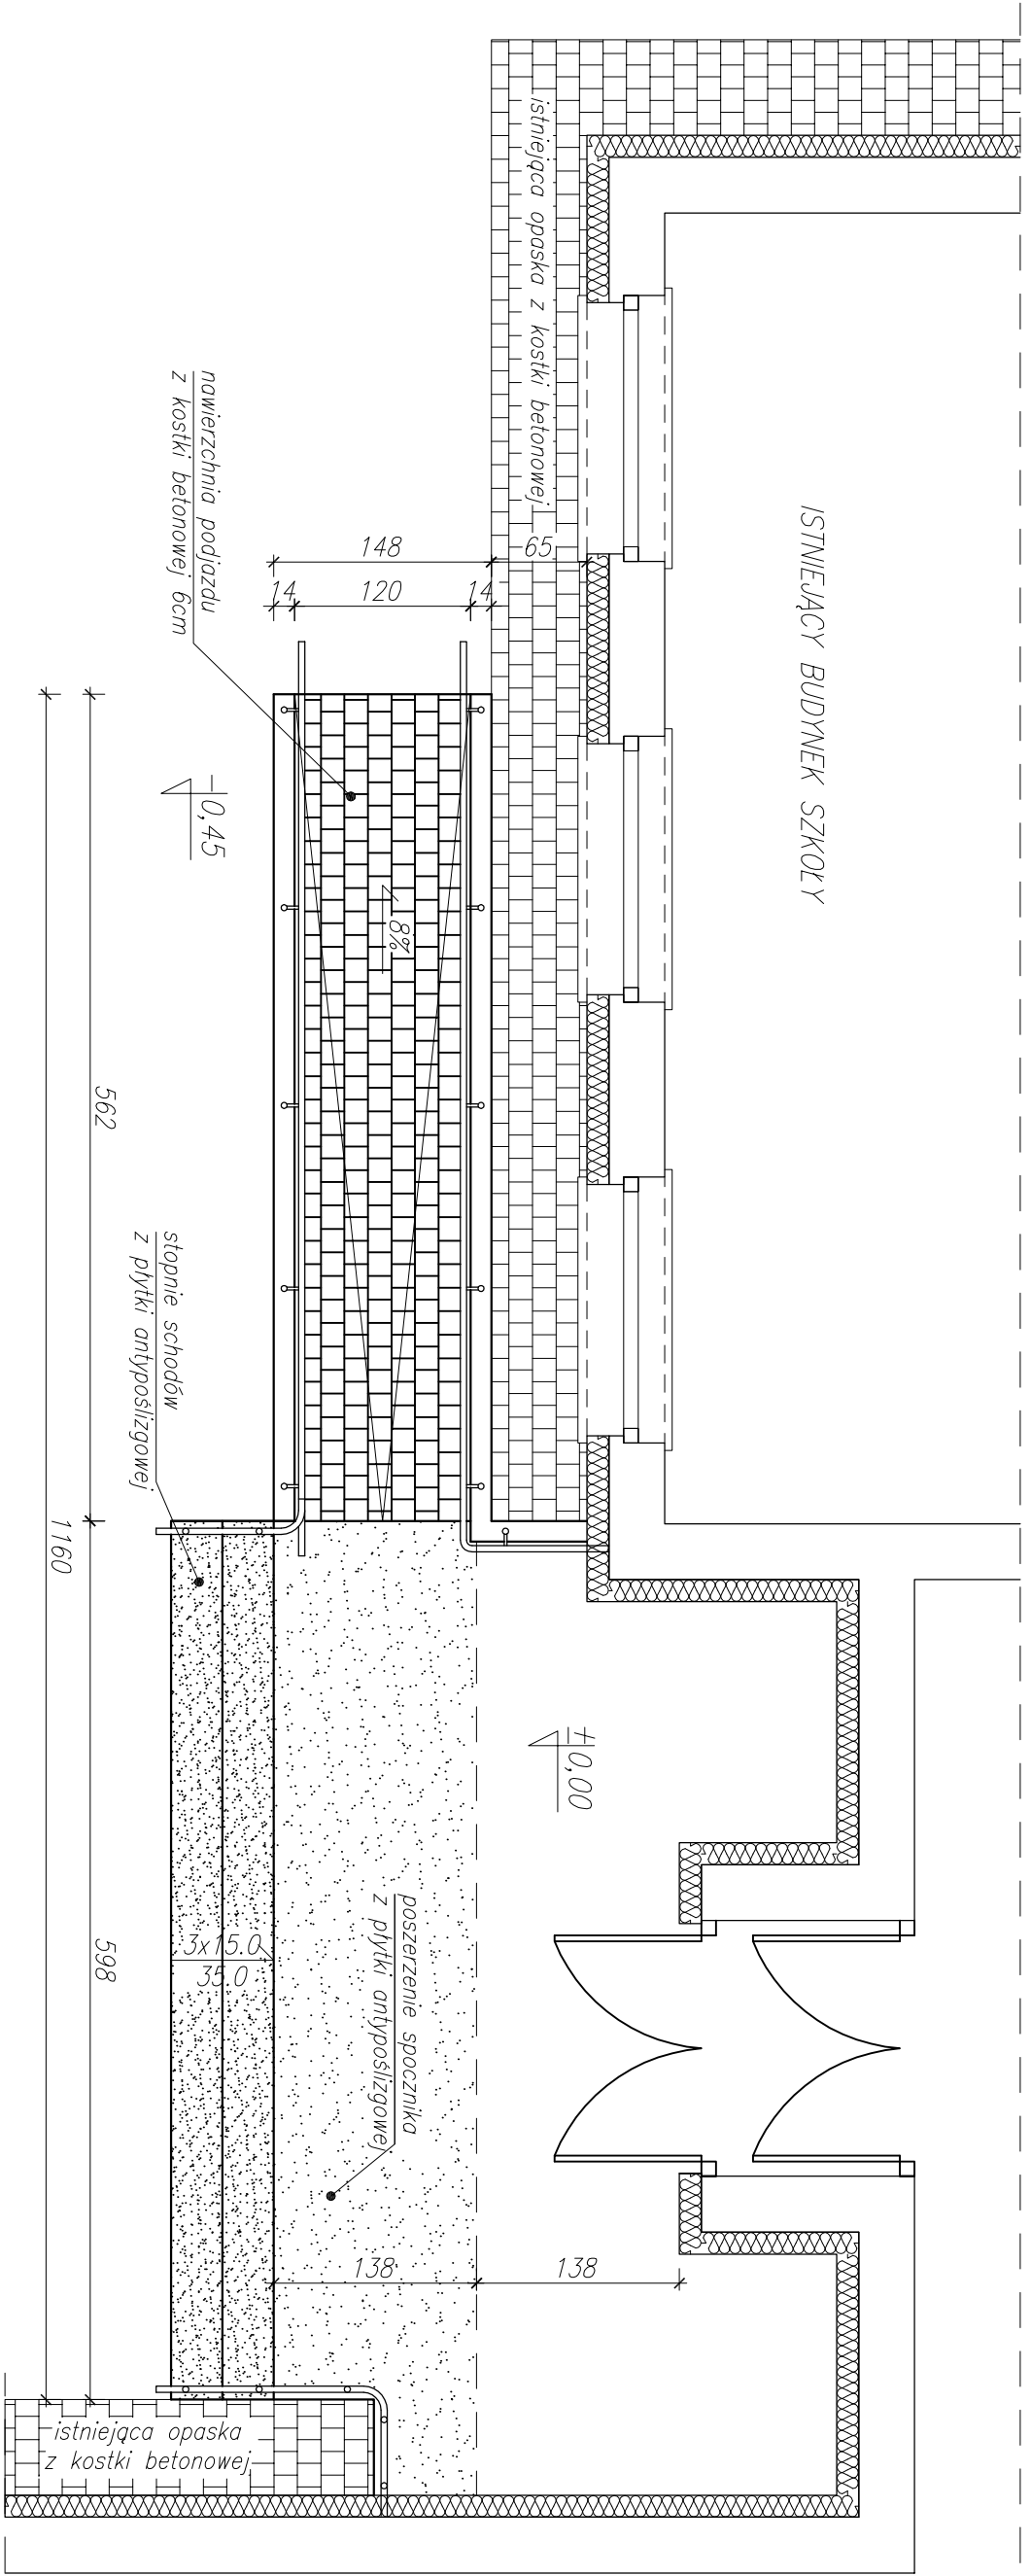 istniejąca opaska z kostki betonowej
ISTNIEJĄCY BUDYNEK SZKOŁY
nawierzchnia podjazdu
z kostki betonowej 6cm
148
65
14
120
14
-0,45
8%
562
1160
598
stopnie schodów
z płytki antypoślizgowej
±0,00
3x15.0
35.0
poszerzenie spocznika
z płytki antypoślizgowej
138
138
istniejąca opaska
z kostki betonowej